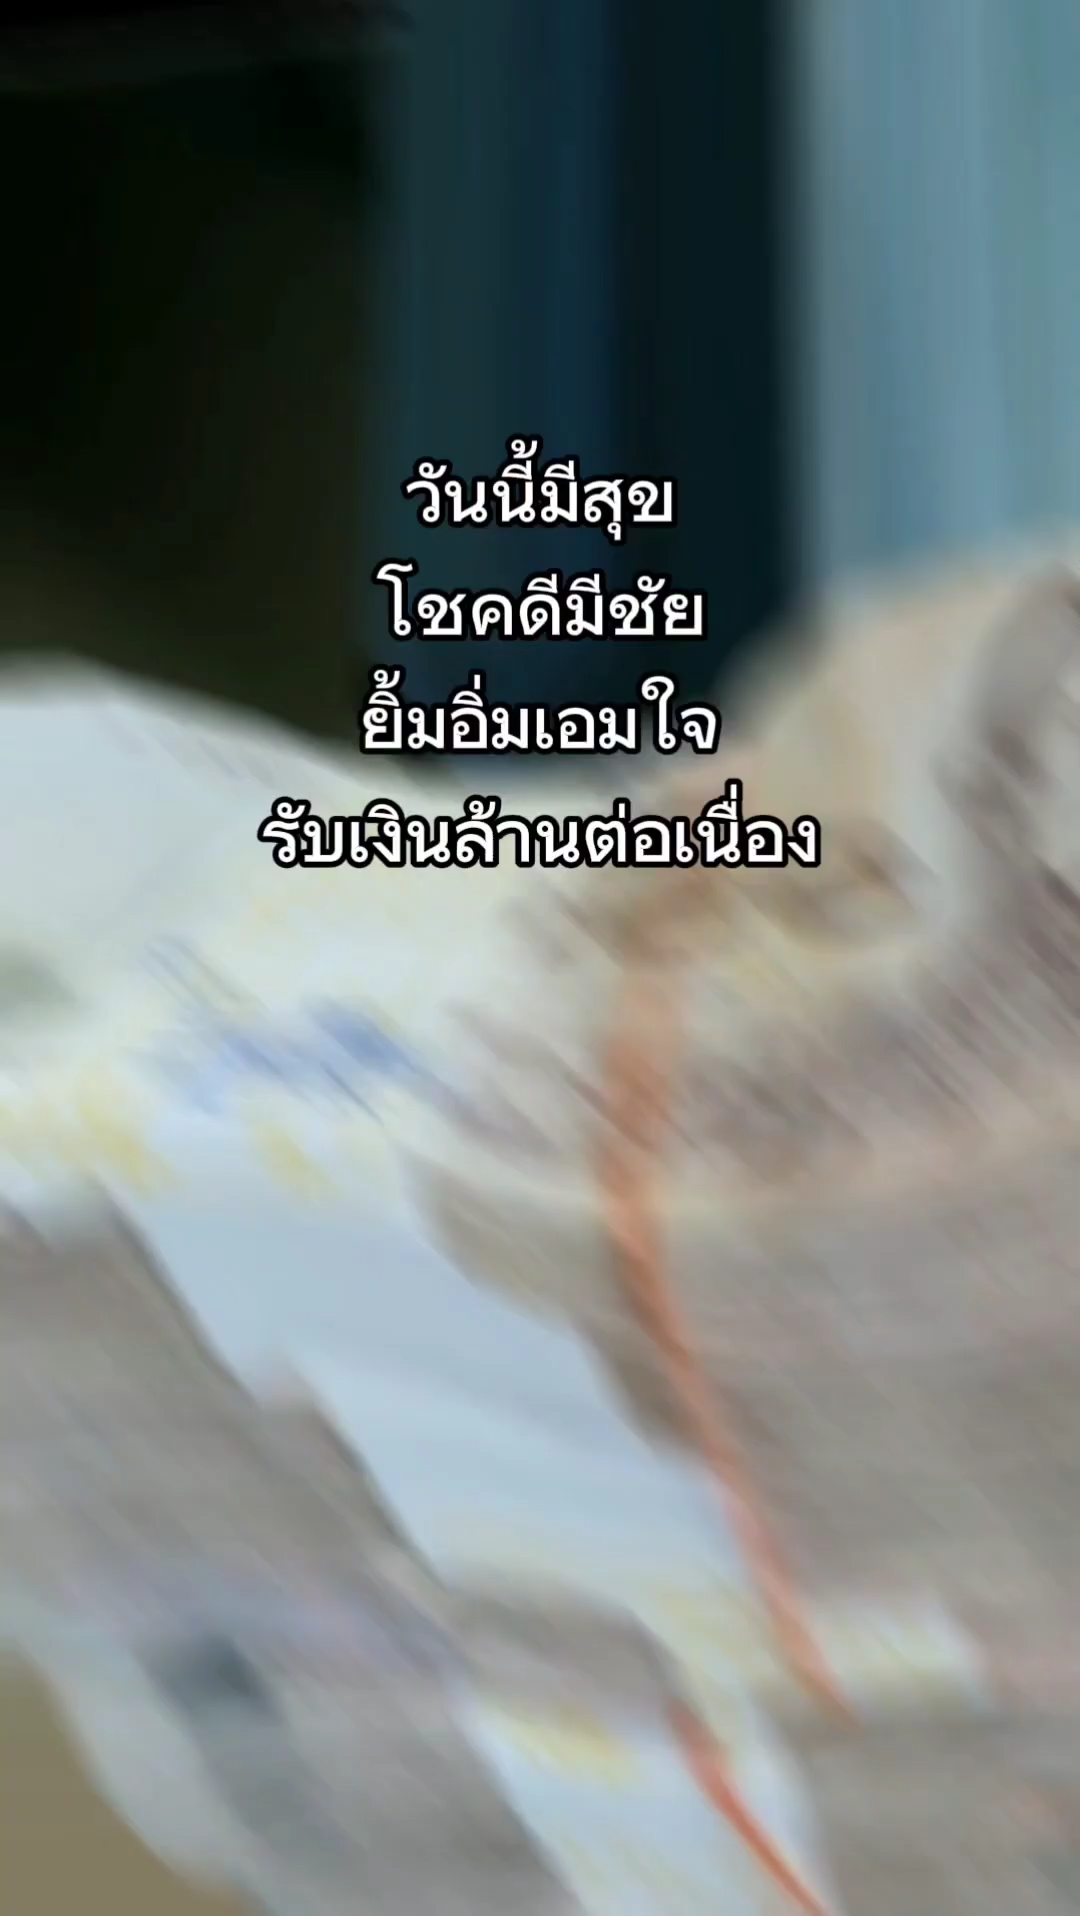 วันนี้มีสุข
โชคดีมีชัย
ยิ้มอิ่มเอมใจ
รับเงินล้านต่อเนื่อง